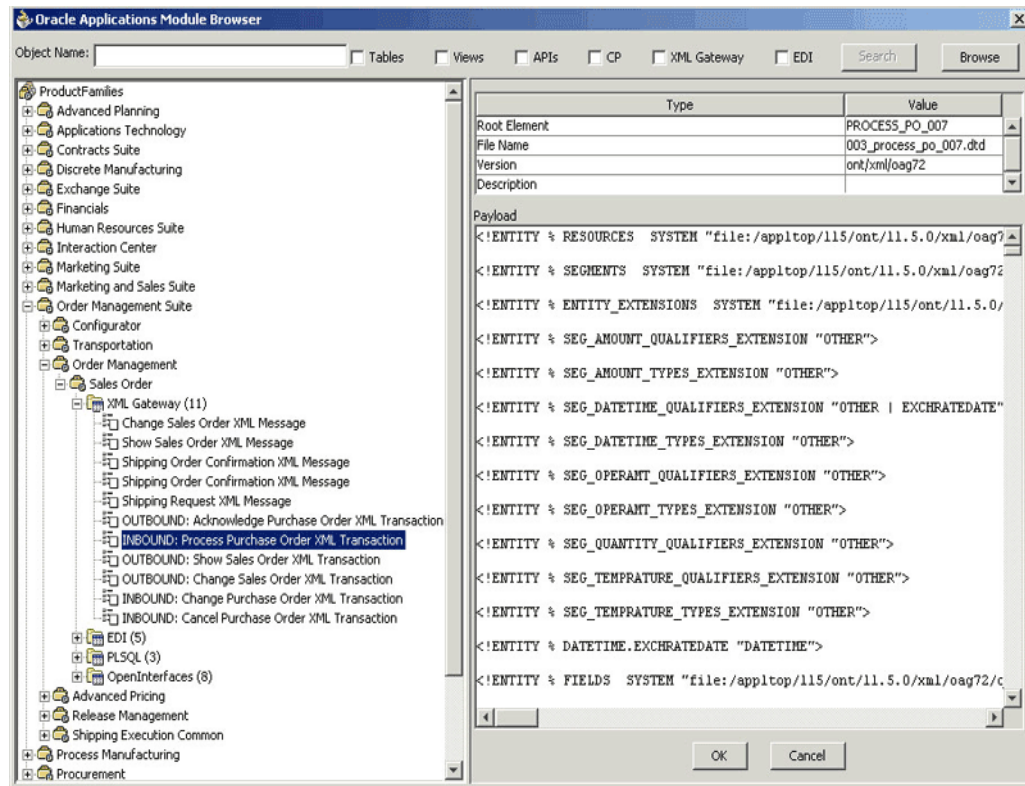 Oracle Applications Module Browser
Object Name: Tables Views APIs CP XML Gateway EDI Search Browse
ProductFamilies
Advanced Planning
Applications Technology
Contracts Suite
Discrete Manufacturing
Exchange Suite
Financials
Human Resources Suite
Interaction Center
Marketing Suite
Marketing and Sales Suite
Order Management Suite
Configurator
Transportation
Order Management
Sales Order
XML Gateway (11)
Change Sales Order XML Message
Show Sales Order XML Message
Shipping Order Confirmation XML Message
Shipping Order Confirmation XML Message
Shipping Request XML Message
OUTBOUND: Acknowledge Purchase Order XML Transaction
INBOUND: Process Purchase Order XML Transaction
OUTBOUND: Show Sales Order XML Transaction
OUTBOUND: Change Sales Order XML Transaction
INBOUND: Change Purchase Order XML Transaction
INBOUND: Cancel Purchase Order XML Transaction
EDI (5)
PLSQL (3)
OpenInterfaces (8)
Advanced Pricing
Release Management
Shipping Execution Common
Process Manufacturing
Procurement
Type Value
Root Element PROCESS_PO_007
File Name 003_process_po_007.dtd
Version ont/xml/oag72
Description
Payload
<!ENTITY % RESOURCES SYSTEM "file:/appltop/115/ont/11.5.0/xml/oag7
<!ENTITY % SEGMENTS SYSTEM "file:/appltop/115/ont/11.5.0/xml/oag72
<!ENTITY % ENTITY_EXTENSIONS SYSTEM "file:/appltop/115/ont/11.5.0/
<!ENTITY % SEG_AMOUNT_QUALIFIERS_EXTENSION "OTHER">
<!ENTITY % SEG_AMOUNT_TYPES_EXTENSION "OTHER">
<!ENTITY % SEG_DATETIME_QUALIFIERS_EXTENSION "OTHER | EXCHRATEDATE"
<!ENTITY % SEG_DATETIME_TYPES_EXTENSION "OTHER">
<!ENTITY % SEG_OPERAMT_QUALIFIERS_EXTENSION "OTHER">
<!ENTITY % SEG_OPERAMT_TYPES_EXTENSION "OTHER">
<!ENTITY % SEG_QUANTITY_QUALIFIERS_EXTENSION "OTHER">
<!ENTITY % SEG_TEMPRATURE_QUALIFIERS_EXTENSION "OTHER">
<!ENTITY % SEG_TEMPRATURE_TYPES_EXTENSION "OTHER">
<!ENTITY % DATETIME.EXCHRATEDATE "DATETIME">
<!ENTITY % FIELDS SYSTEM "file:/appltop/115/ont/11.5.0/xml/oag72/o
OK Cancel